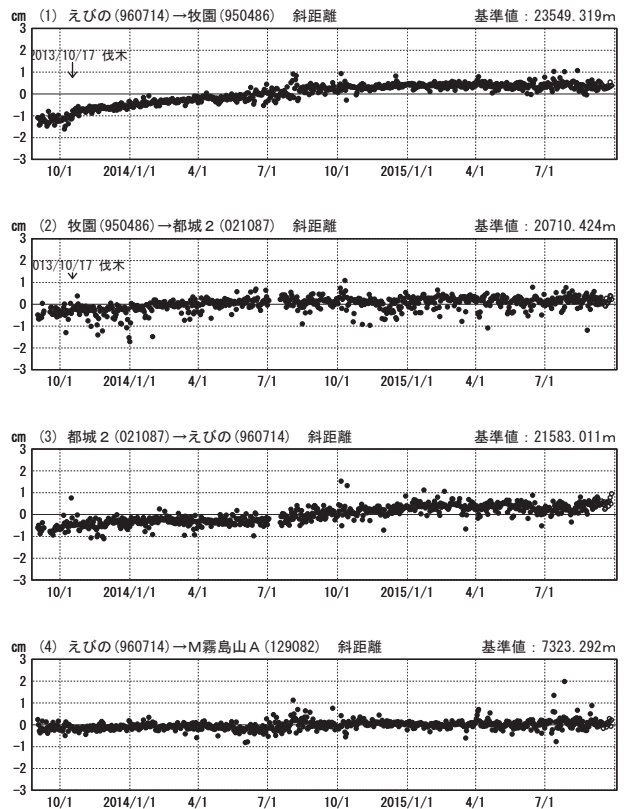 cm (1) えびの(960714)→牧園(950486) 斜距離 基準値:23549.319m
3
2
2013/10/17 伐木
1
0
-1
-2
-3
10/1 2014/1/1 4/1 7/1 10/1 2015/1/1 4/1 7/1
cm (2) 牧園(950486)→都城2(021087) 斜距離 基準値:20710.424m
3
2
013/10/17 伐木
1
0
-1
-2
-3
10/1 2014/1/1 4/1 7/1 10/1 2015/1/1 4/1 7/1
cm (3) 都城2(021087)→えびの(960714) 斜距離 基準値:21583.011m
3
2
1
0
-1
-2
-3
10/1 2014/1/1 4/1 7/1 10/1 2015/1/1 4/1 7/1
cm (4) えびの(960714)→M霧島山A(129082) 斜距離 基準値:7323.292m
3
2
1
0
-1
-2
-3
10/1 2014/1/1 4/1 7/1 10/1 2015/1/1 4/1 7/1